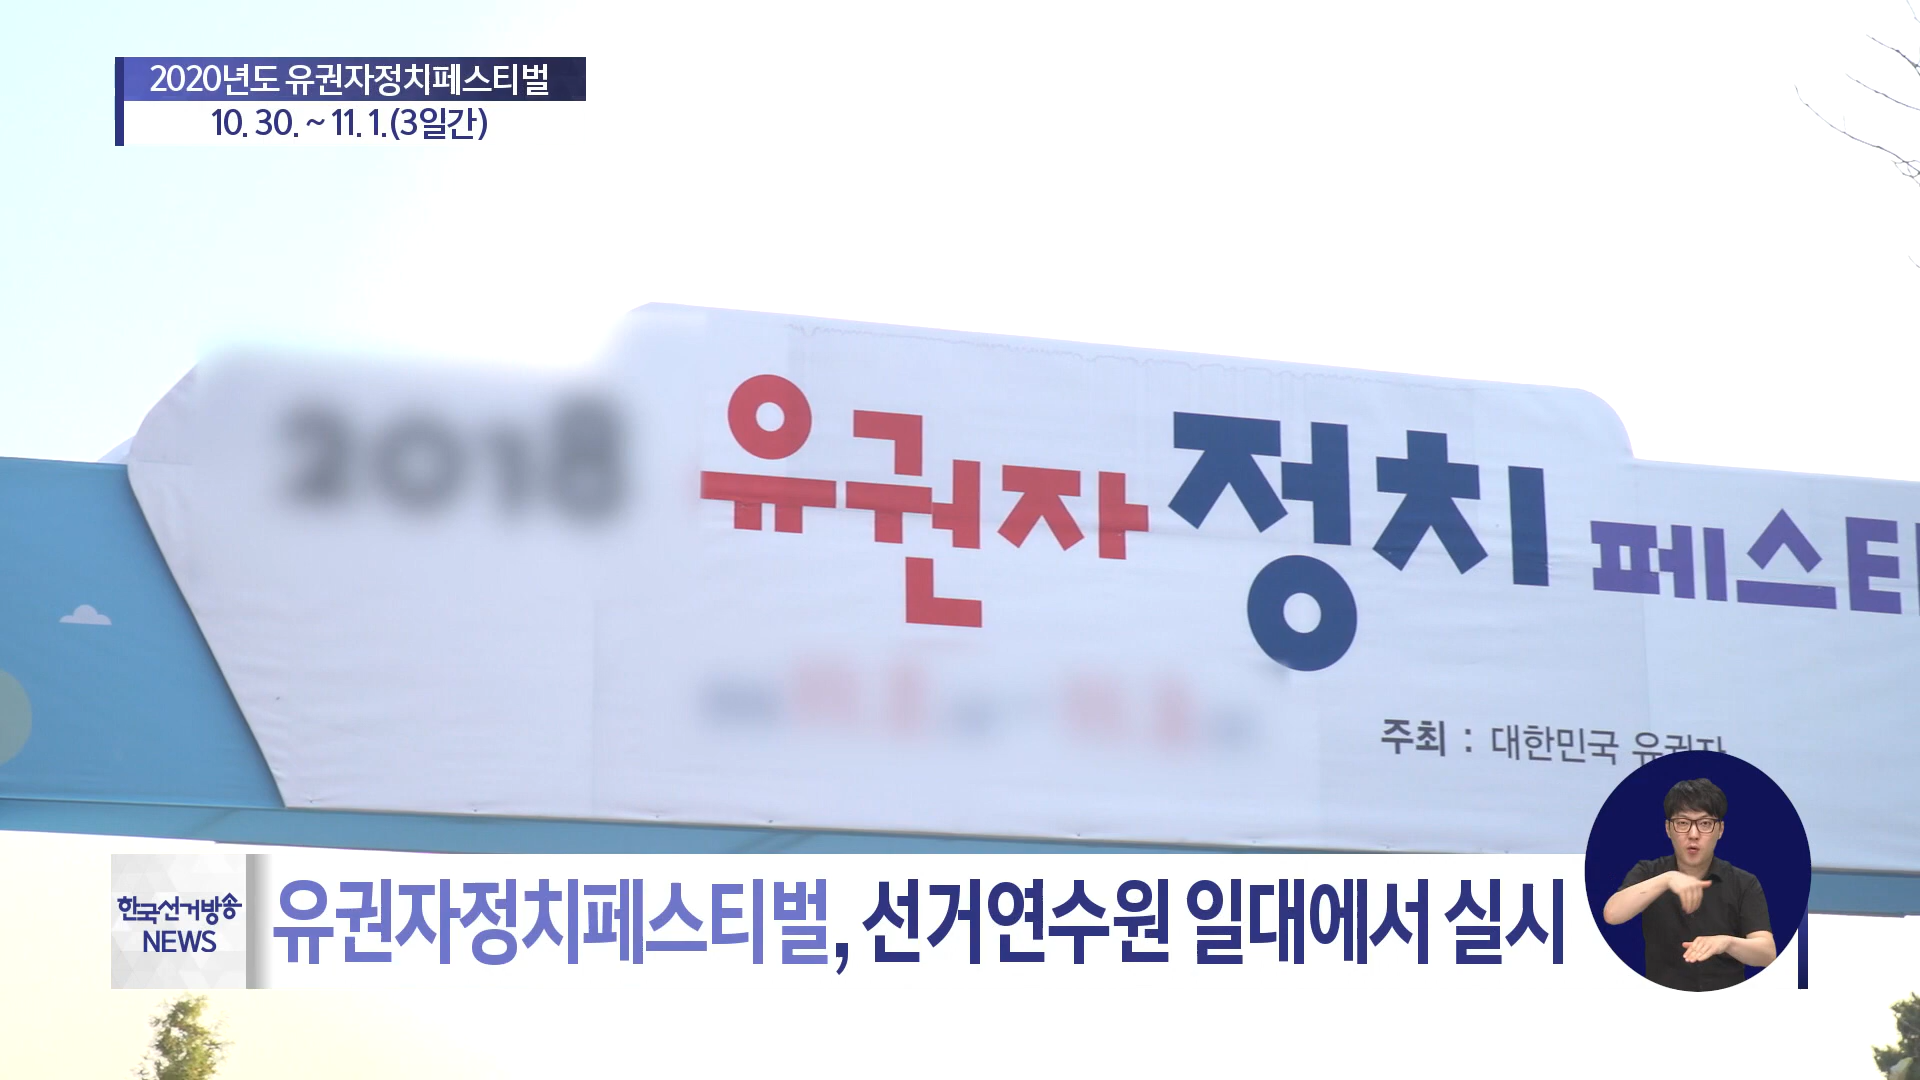 2020년도 유권자정치페스티벌
10. 30. ~ 11. 1.(3일간)
2018 유권자정치페스티
주최 : 대한민국 유권자
한국선거방송
NEWS
유권자정치페스티벌, 선거연수원 일대에서 실시